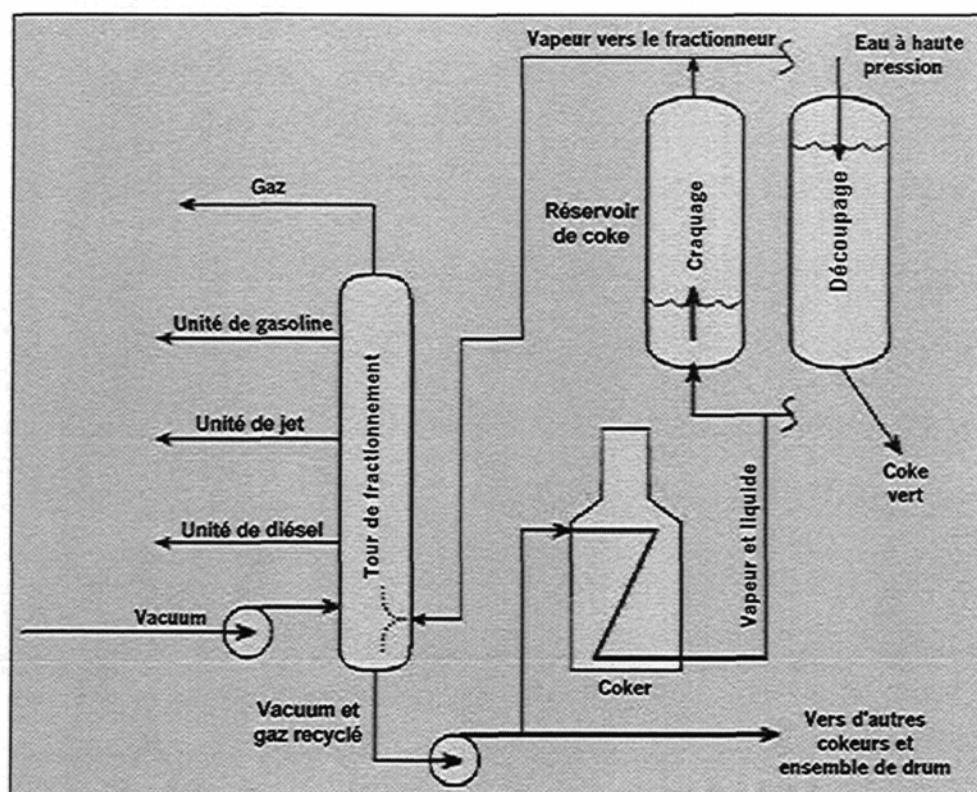 Vapeur vers le fractionneur
Eau à haute
pression
Gaz
Réservoir
de coke
Craquage
Découpage
Unité de gasoline
Tour de fractionnement
Unité de jet
Coke
vert
Unité de diésel
Vapeur et liquide
Vacuum
Coker
Vacuum et
gaz recyclé
Vers d'autres
cokeurs et
ensemble de drum